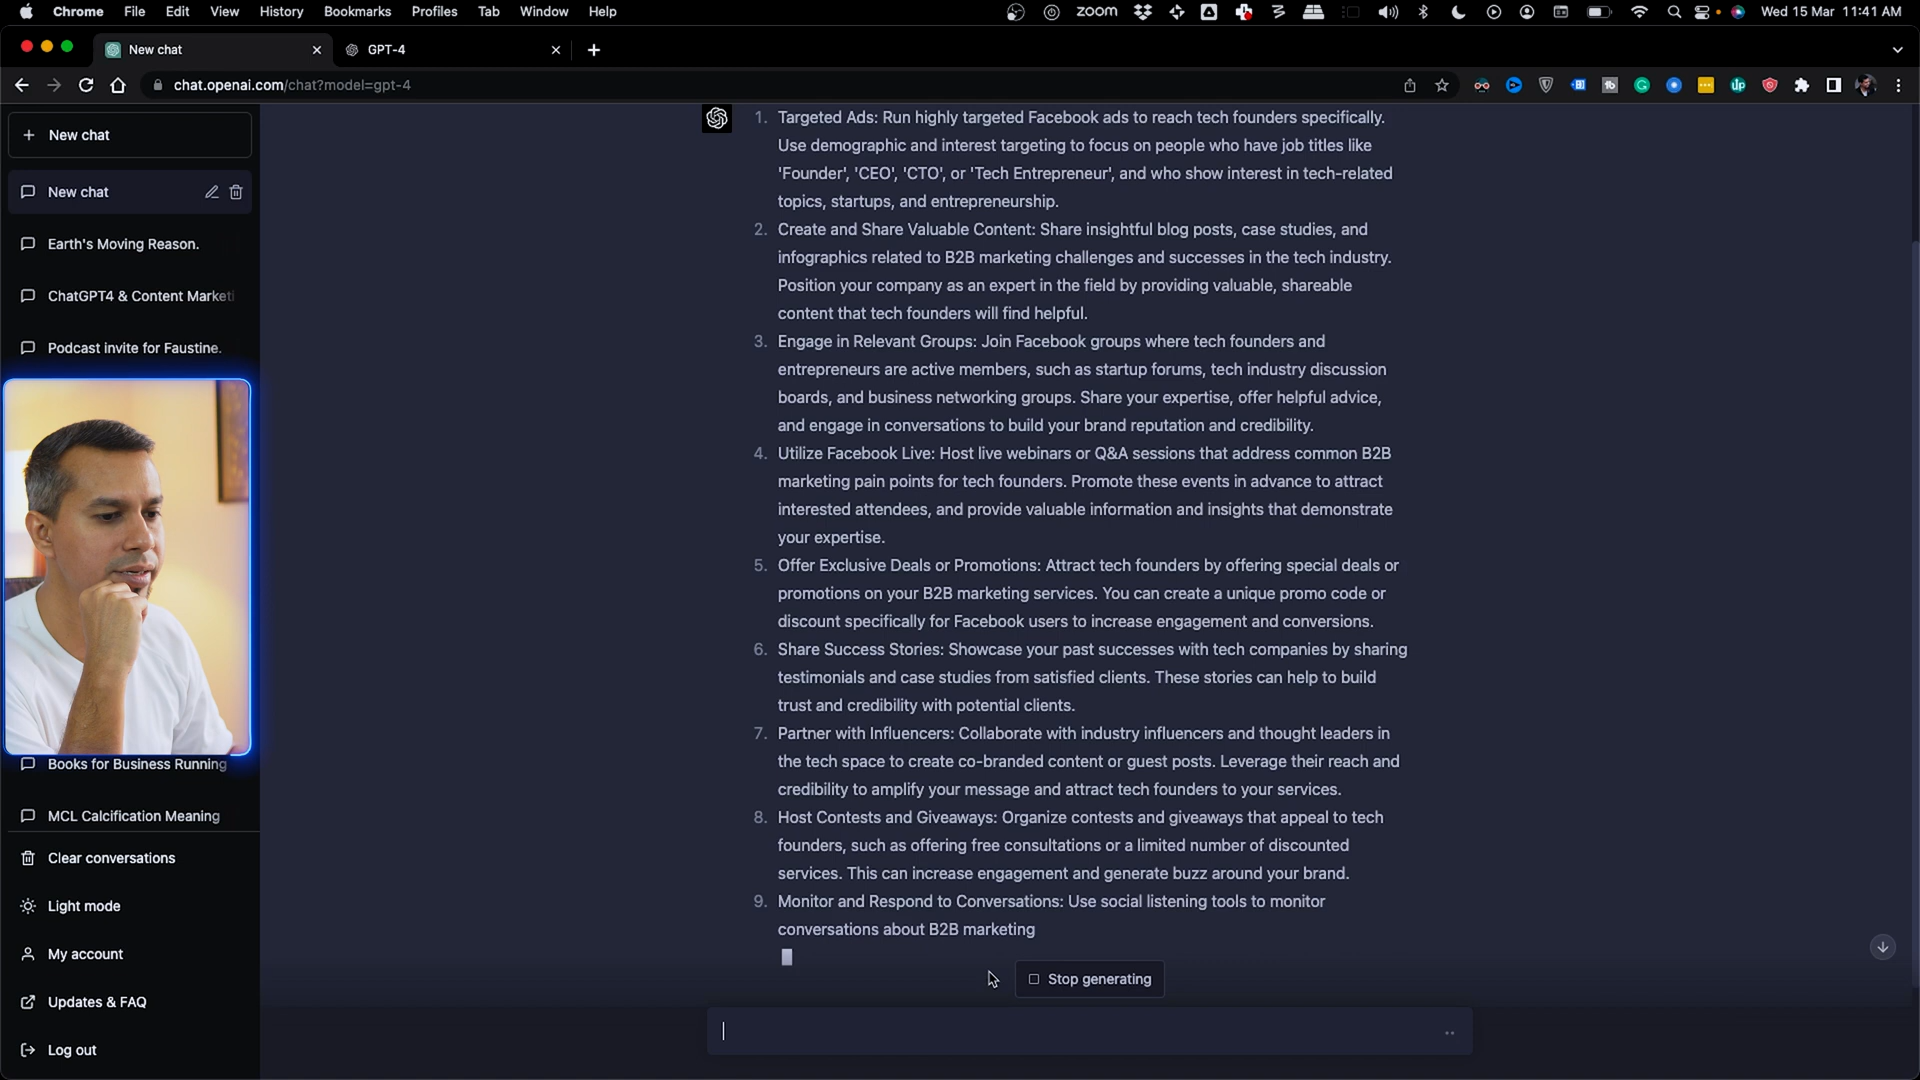 Chrome File Edit View History Bookmarks Profiles Tab Window Help zoom Wed 15 Mar 11:41 AM
New chat GPT-4
chat.openai.com/chat?model=gpt-4
New chat
New chat
Earth's Moving Reason.
ChatGPT4 & Content Marketi
Podcast invite for Faustine.
Books for Business Running
MCL Calcification Meaning
Clear conversations
Light mode
My account
Updates & FAQ
Log out
1. Targeted Ads: Run highly targeted Facebook ads to reach tech founders specifically.
Use demographic and interest targeting to focus on people who have job titles like
'Founder', 'CEO', 'CTO', or 'Tech Entrepreneur', and who show interest in tech-related
topics, startups, and entrepreneurship.
2. Create and Share Valuable Content: Share insightful blog posts, case studies, and
infographics related to B2B marketing challenges and successes in the tech industry.
Position your company as an expert in the field by providing valuable, shareable
content that tech founders will find helpful.
3. Engage in Relevant Groups: Join Facebook groups where tech founders and
entrepreneurs are active members, such as startup forums, tech industry discussion
boards, and business networking groups. Share your expertise, offer helpful advice,
and engage in conversations to build your brand reputation and credibility.
4. Utilize Facebook Live: Host live webinars or Q&A sessions that address common B2B
marketing pain points for tech founders. Promote these events in advance to attract
interested attendees, and provide valuable information and insights that demonstrate
your expertise.
5. Offer Exclusive Deals or Promotions: Attract tech founders by offering special deals or
promotions on your B2B marketing services. You can create a unique promo code or
discount specifically for Facebook users to increase engagement and conversions.
6. Share Success Stories: Showcase your past successes with tech companies by sharing
testimonials and case studies from satisfied clients. These stories can help to build
trust and credibility with potential clients.
7. Partner with Influencers: Collaborate with industry influencers and thought leaders in
the tech space to create co-branded content or guest posts. Leverage their reach and
credibility to amplify your message and attract tech founders to your services.
8. Host Contests and Giveaways: Organize contests and giveaways that appeal to tech
founders, such as offering free consultations or a limited number of discounted
services. This can increase engagement and generate buzz around your brand.
9. Monitor and Respond to Conversations: Use social listening tools to monitor
conversations about B2B marketing
Stop generating